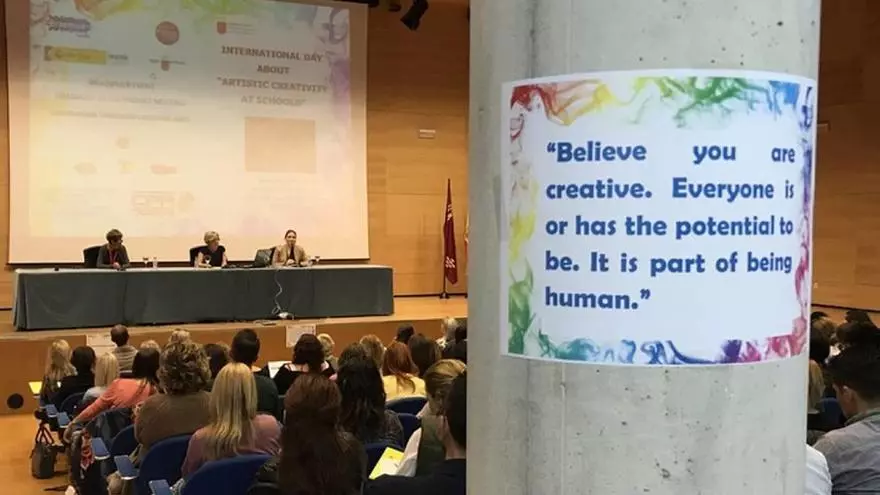 INTERNATIONAL DAY
ABOUT
"ARTISTIC CREATIVITY
AT SCHOOLS"
“Believe you are
creative. Everyone is
or has the potential to
be. It is part of being
human.”